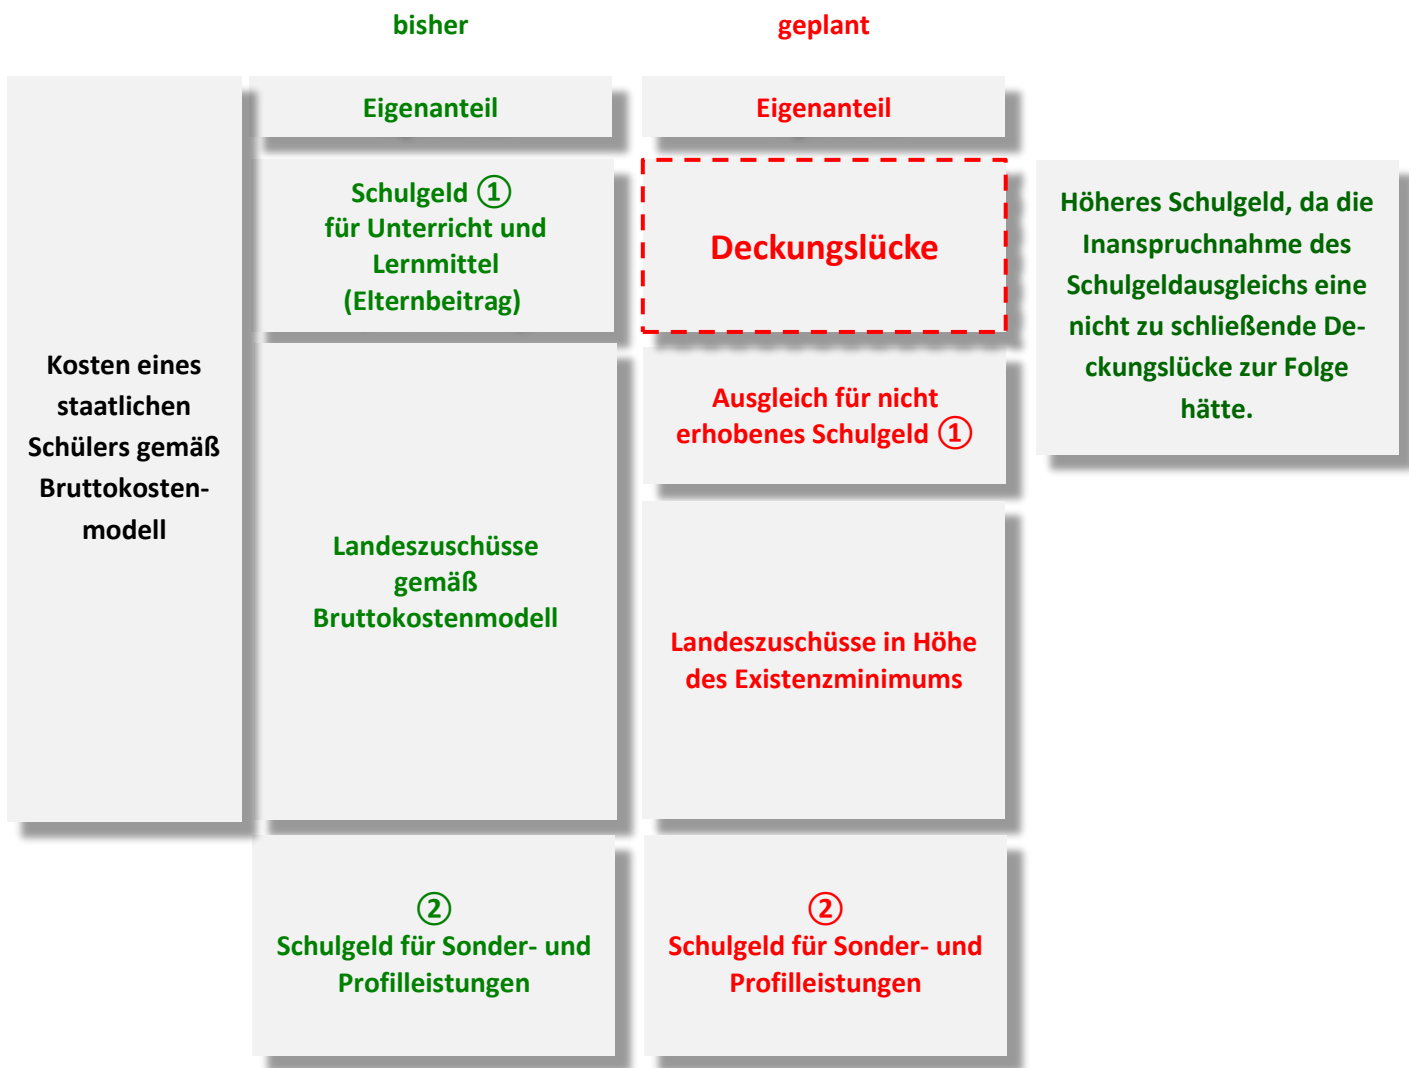 bisher
geplant
Kosten eines
staatlichen
Schülers gemäß
Bruttokosten-
modell
Eigenanteil
Schulgeld ①
für Unterricht und
Lernmittel
(Elternbeitrag)
Landeszuschüsse
gemäß
Bruttokostenmodell
②
Schulgeld für Sonder- und
Profilleistungen
Eigenanteil
Deckungslücke
Ausgleich für nicht
erhobenes Schulgeld ①
Landeszuschüsse in Höhe
des Existenzminimums
②
Schulgeld für Sonder- und
Profilleistungen
Höheres Schulgeld, da die
Inanspruchnahme des
Schulgeldausgleichs eine
nicht zu schließende De-
ckungslücke zur Folge
hätte.